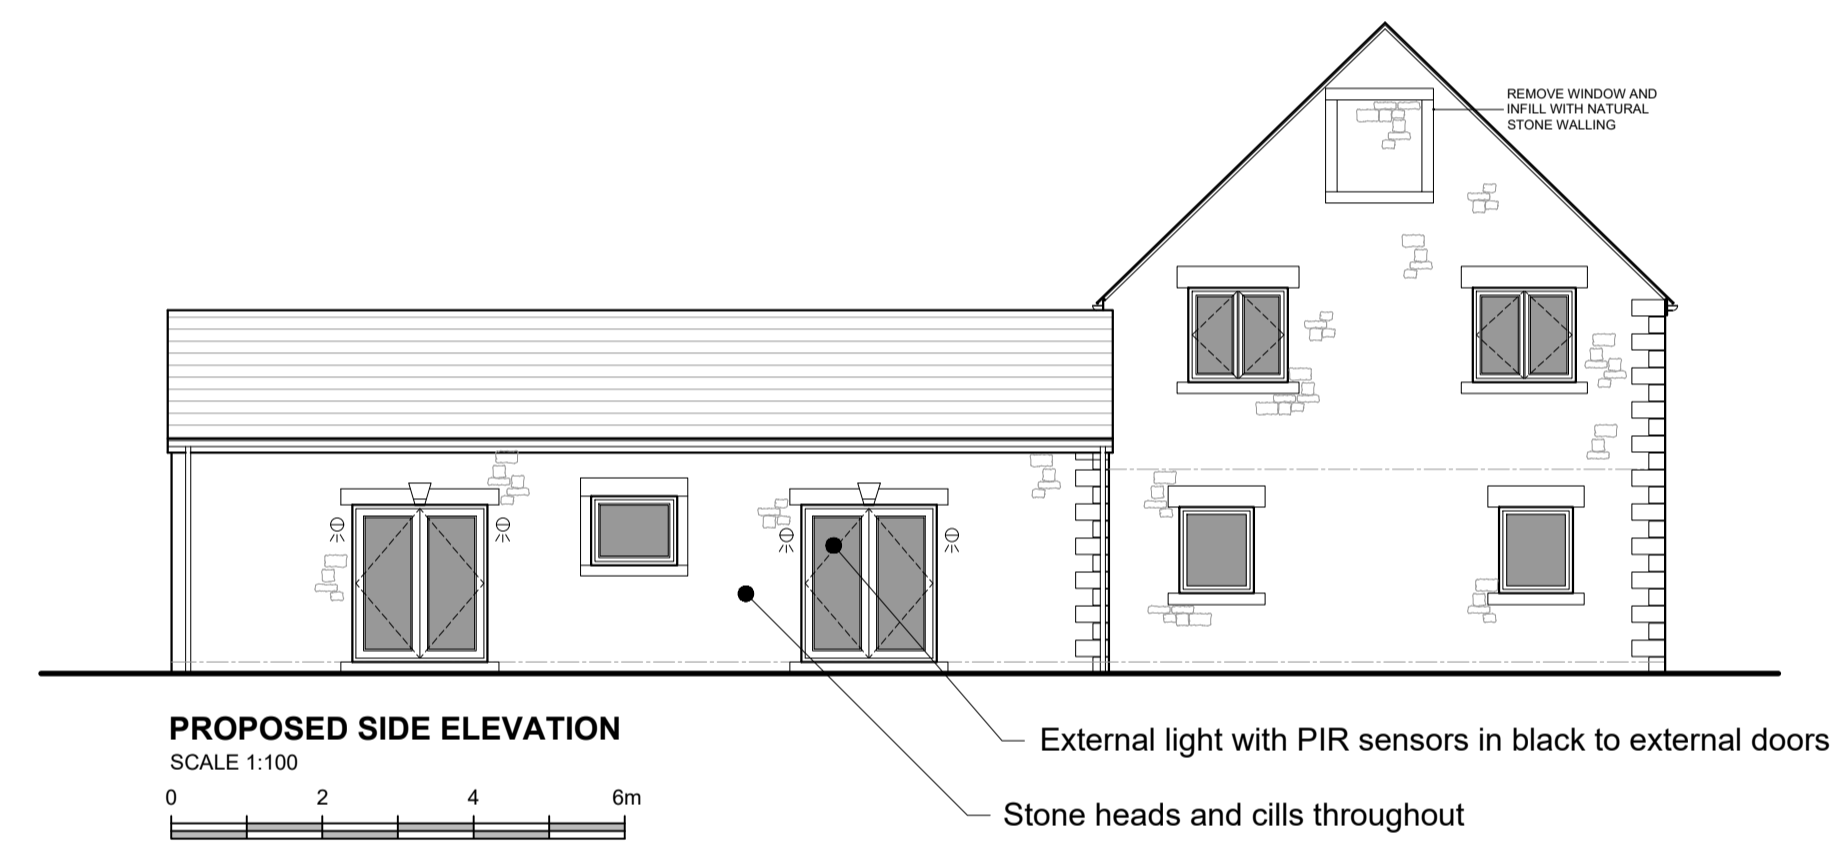 REMOVE WINDOW AND
INFILL WITH NATURAL
STONE WALLING
PROPOSED SIDE ELEVATION
SCALE 1:100
0 2 4 6m
External light with PIR sensors in black to external doors
Stone heads and cills throughout